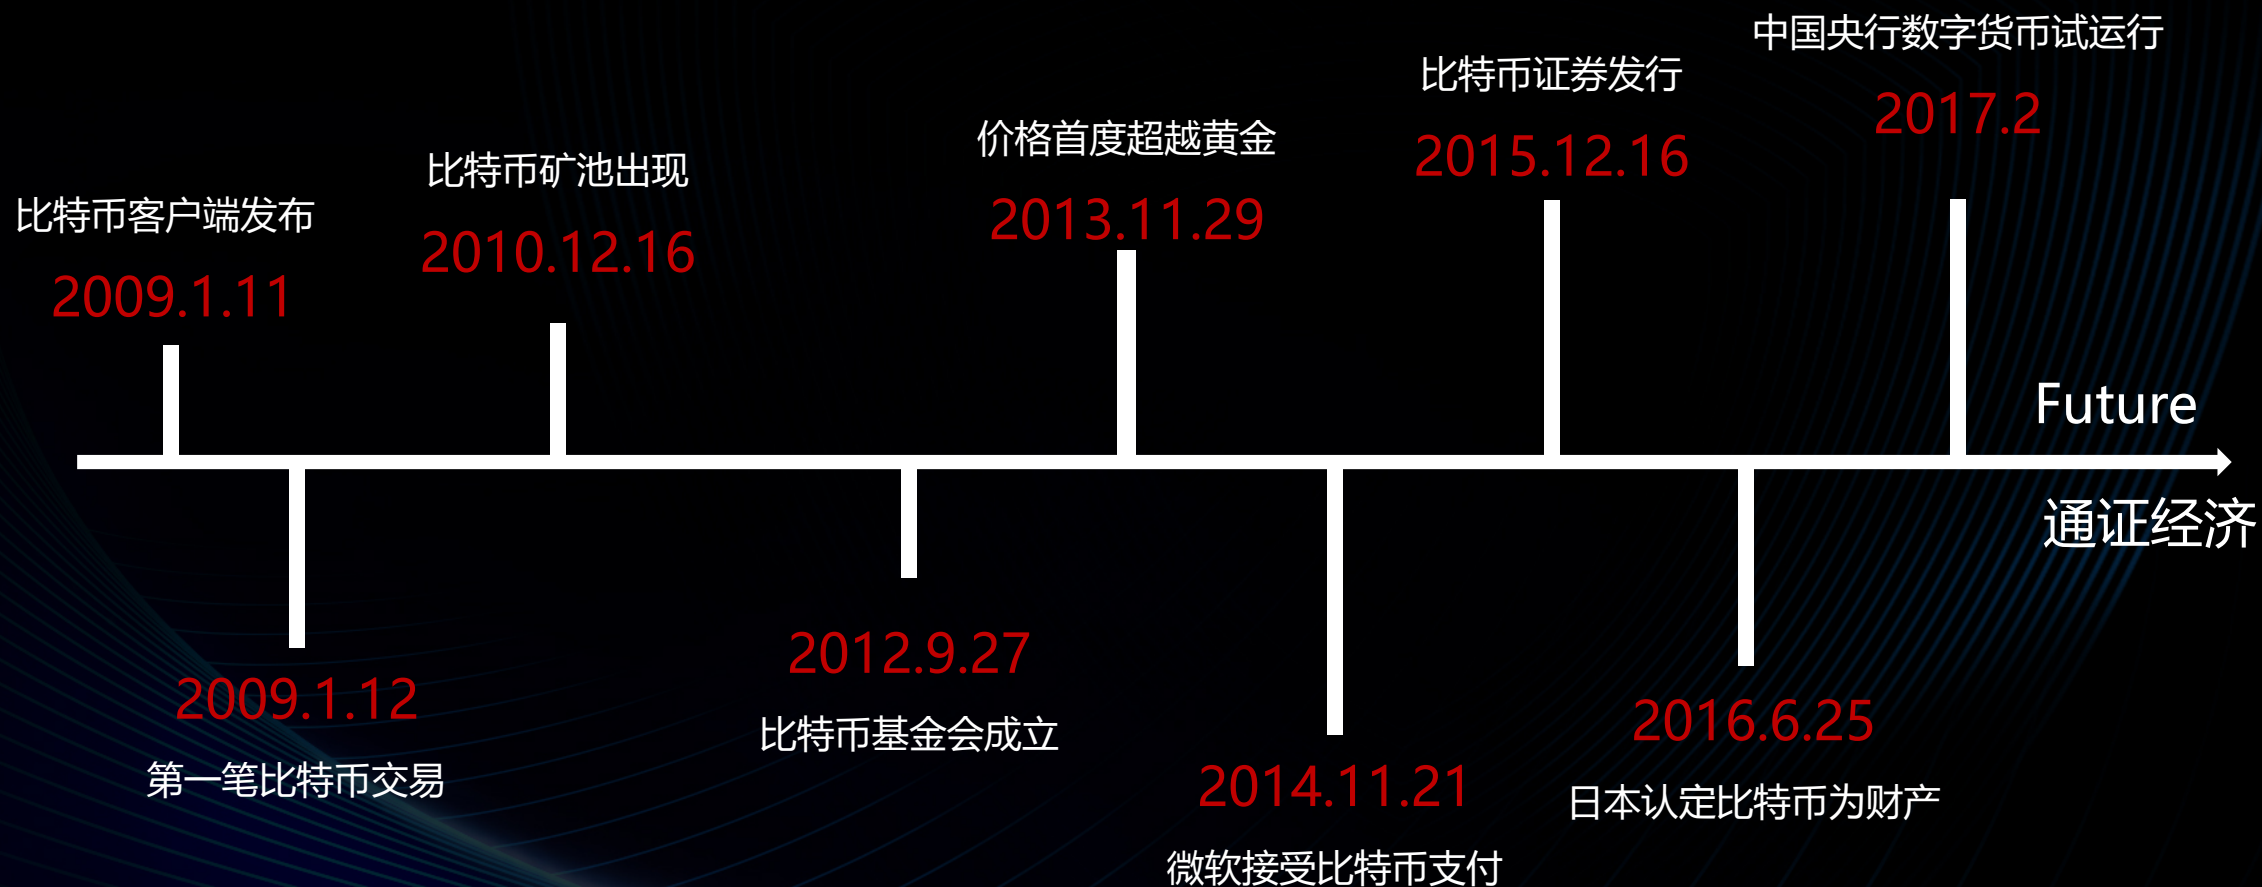 比特币客户端发布
2009.1.11
2009.1.12
第一笔比特币交易
比特币矿池出现
2010.12.16
2012.9.27
比特币基金会成立
价格首度超越黄金
2013.11.29
2014.11.21
微软接受比特币支付
比特币证券发行
2015.12.16
2016.6.25
日本认定比特币为财产
中国央行数字货币试运行
2017.2
Future
通证经济